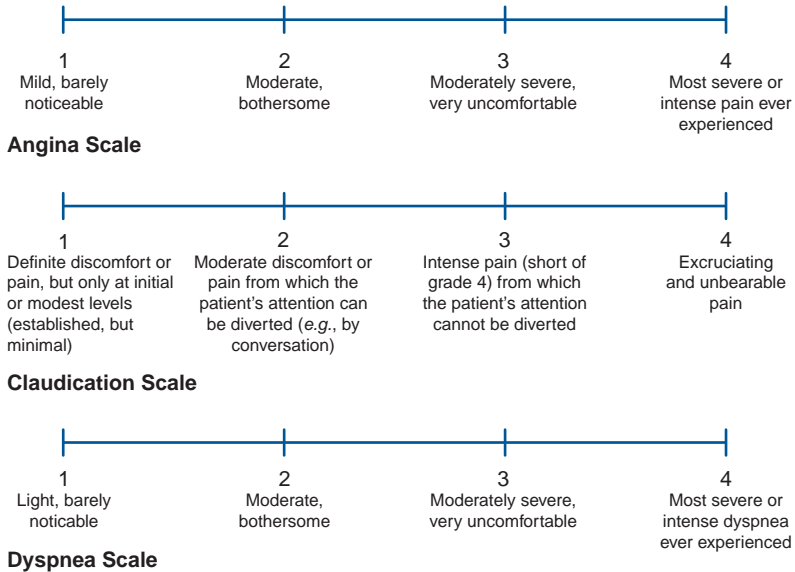 1
2
3
4
Mild, barely
noticeable
Moderate,
bothersome
Moderately severe,
very uncomfortable
Most severe or
intense pain ever
experienced
Angina Scale
1
2
3
4
Definite discomfort or
pain, but only at initial
or modest levels
(established, but
minimal)
Moderate discomfort or
pain from which the
patient's attention can
be diverted (e.g., by
conversation)
Intense pain (short of
grade 4) from which
the patient's attention
cannot be diverted
Excruciating
and unbearable
pain
Claudication Scale
1
2
3
4
Light, barely
noticable
Moderate,
bothersome
Moderately severe,
very uncomfortable
Most severe or
intense dyspnea
ever experienced
Dyspnea Scale